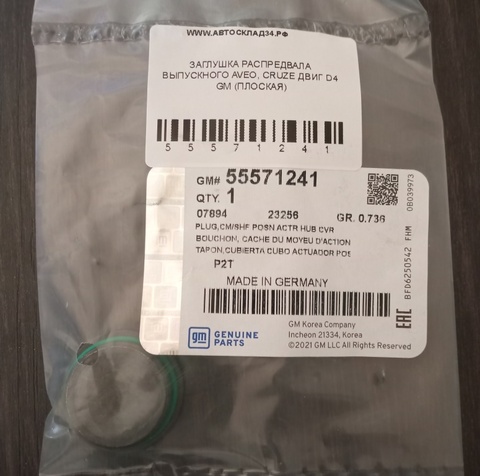 WWW.АВТОСКЛАД34.РФ
ЗАГЛУШКА РАСПРЕДВАЛА
ВЫПУСКНОГО AVEO, CRUZE ДВИГ D4
GM (ПЛОСКАЯ)
5 5 5 7 1 2 4 1
GM# 55571241
QTY. 1
07894 23256 GR. 0.736
PLUG,CM/SHF POSN ACTR HUB CVR
BOUCHON, CACHE DU MOYEU D'ACTION
TAPON,CUBIERTA CUBO ACTUADOR POS
P2T
MADE IN GERMANY
gm GENUINE
PARTS
GM Korea Company
Incheon 21334, Korea
©2021 GM LLC All Rights Reserved
BFD6250542 FHM 0B039973
EAC